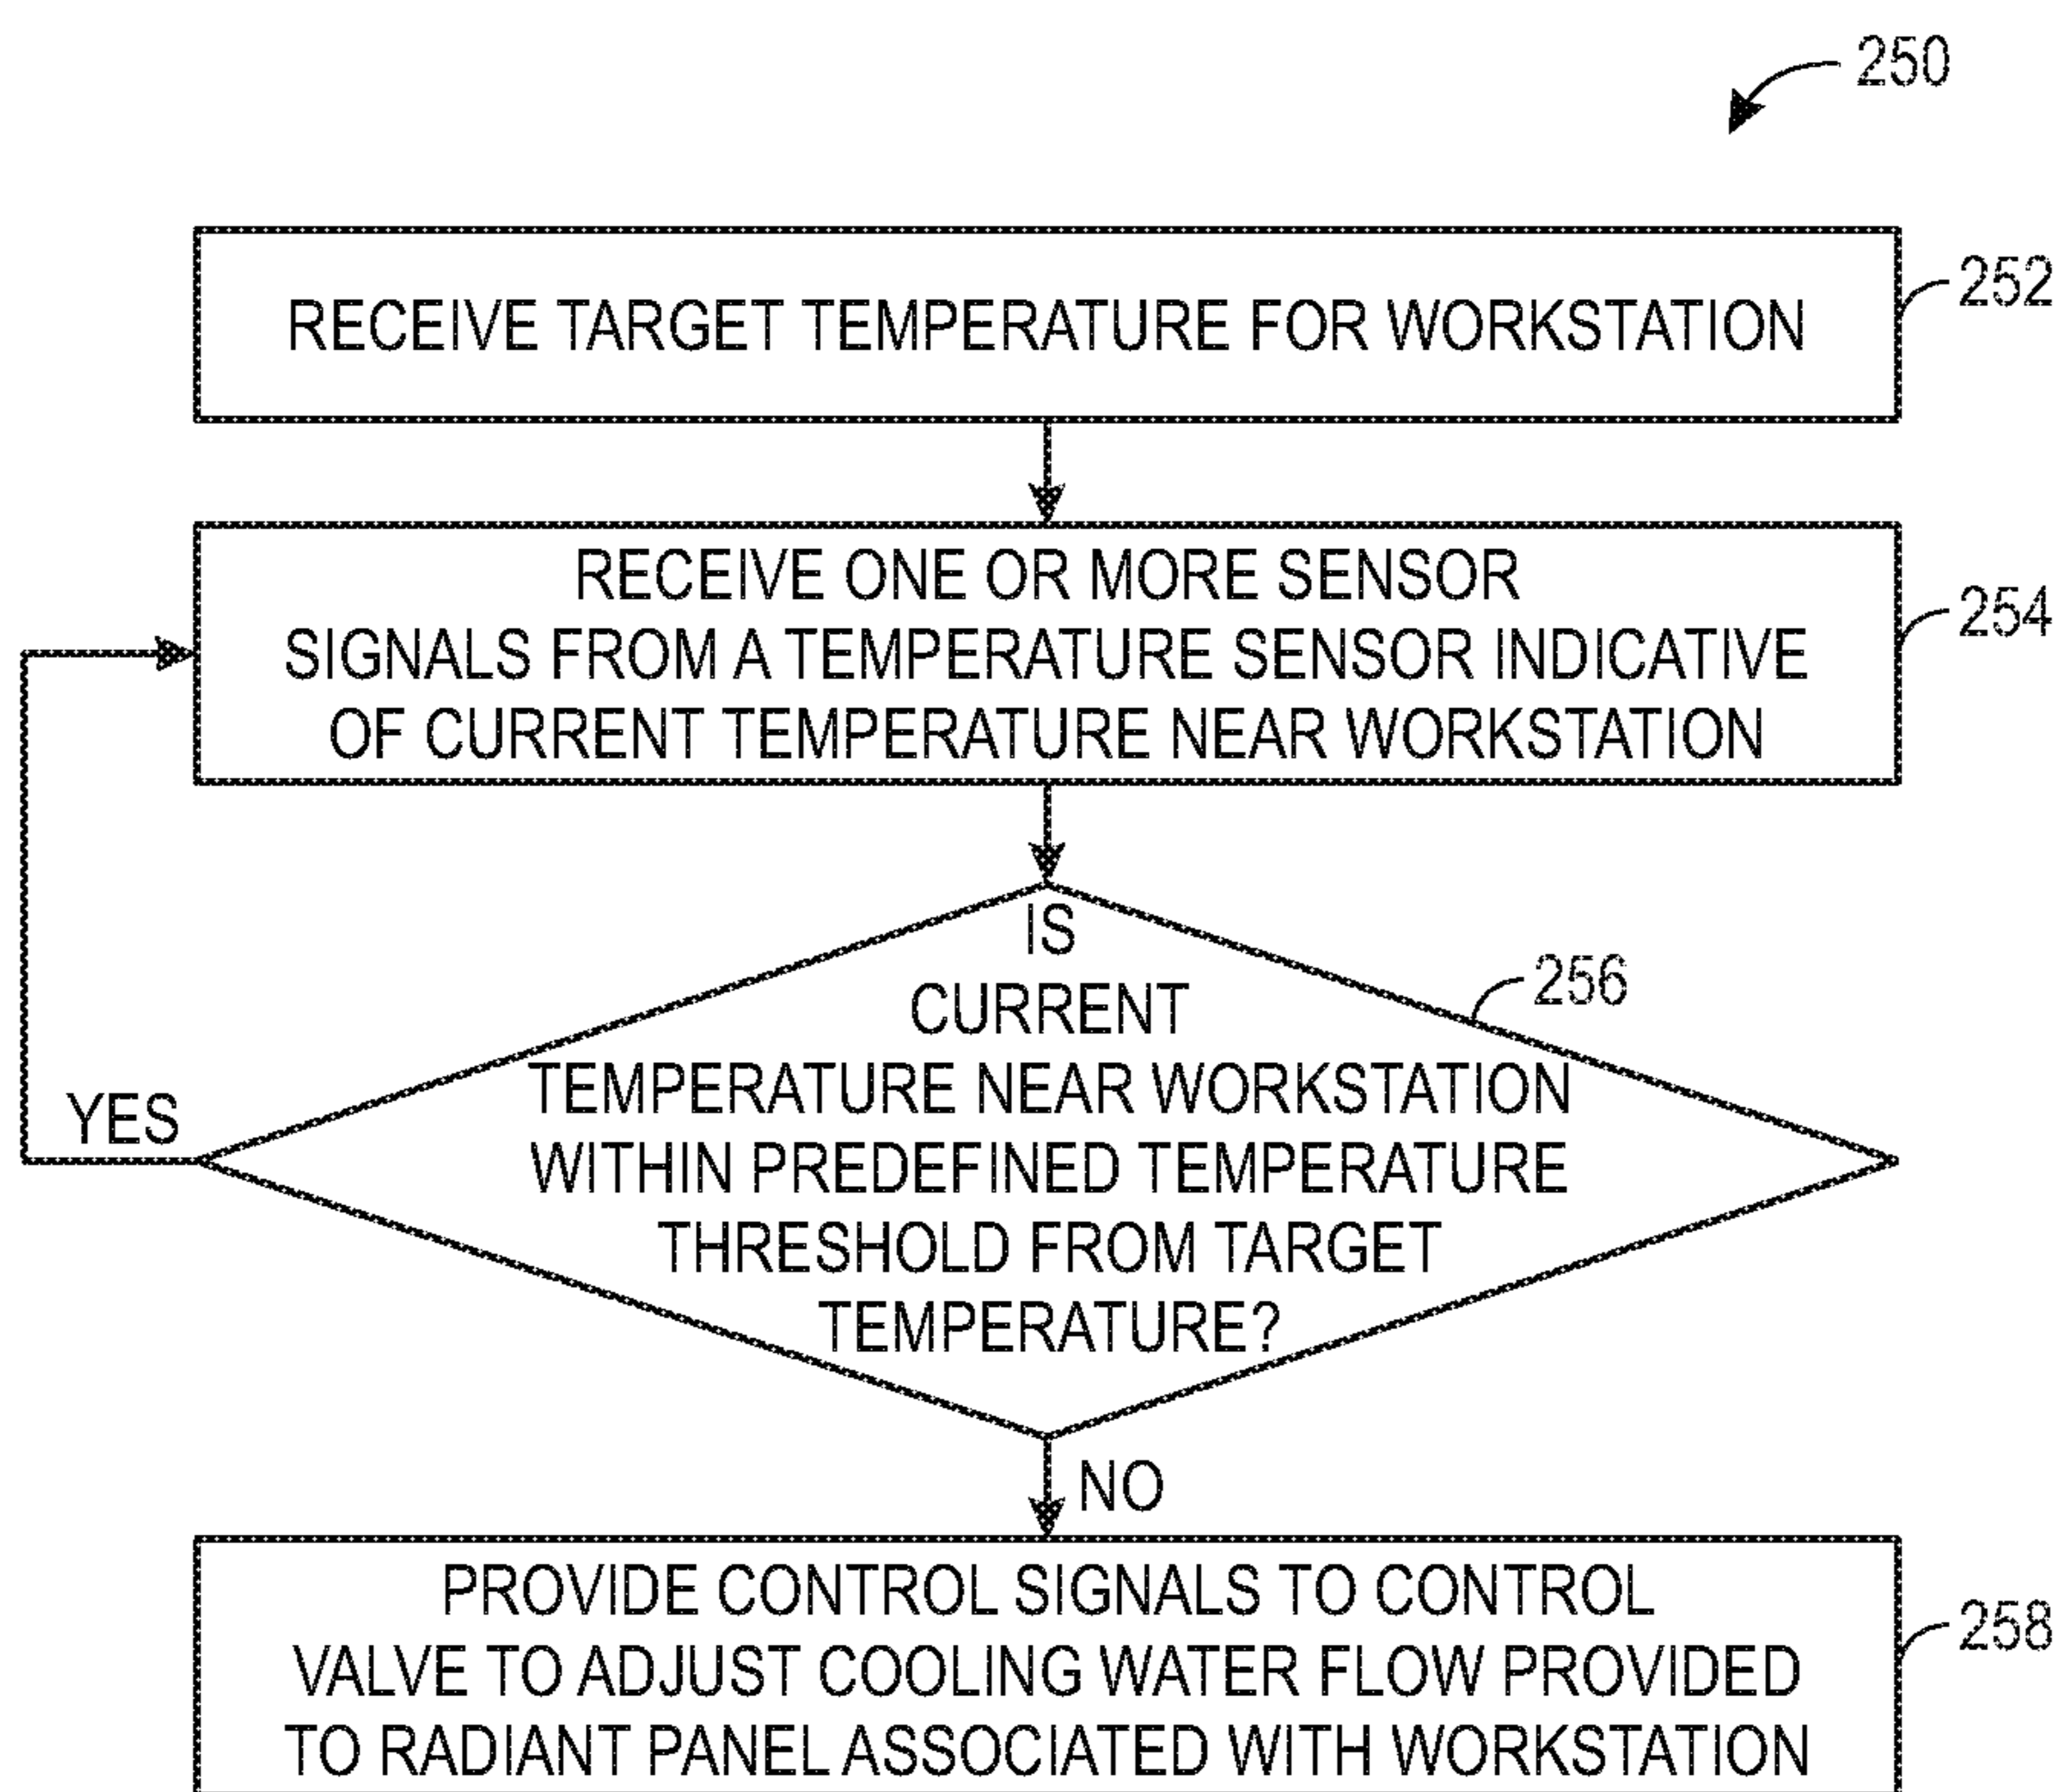 250
RECEIVE TARGET TEMPERATURE FOR WORKSTATION
252
RECEIVE ONE OR MORE SENSOR
SIGNALS FROM A TEMPERATURE SENSOR INDICATIVE
OF CURRENT TEMPERATURE NEAR WORKSTATION
254
IS
CURRENT
TEMPERATURE NEAR WORKSTATION
WITHIN PREDEFINED TEMPERATURE
THRESHOLD FROM TARGET
TEMPERATURE?
256
YES
NO
PROVIDE CONTROL SIGNALS TO CONTROL
VALVE TO ADJUST COOLING WATER FLOW PROVIDED
TO RADIANT PANEL ASSOCIATED WITH WORKSTATION
258